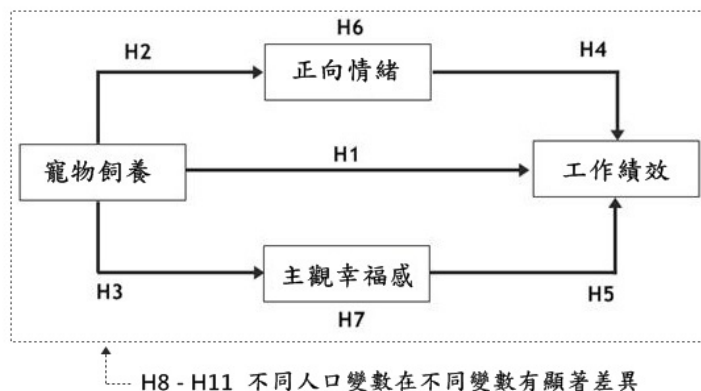 H6
H2
正向情緒
H4
寵物飼養
H1
工作績效
H3
主觀幸福感
H5
H7
H8 - H11 不同人口變數在不同變數有顯著差異